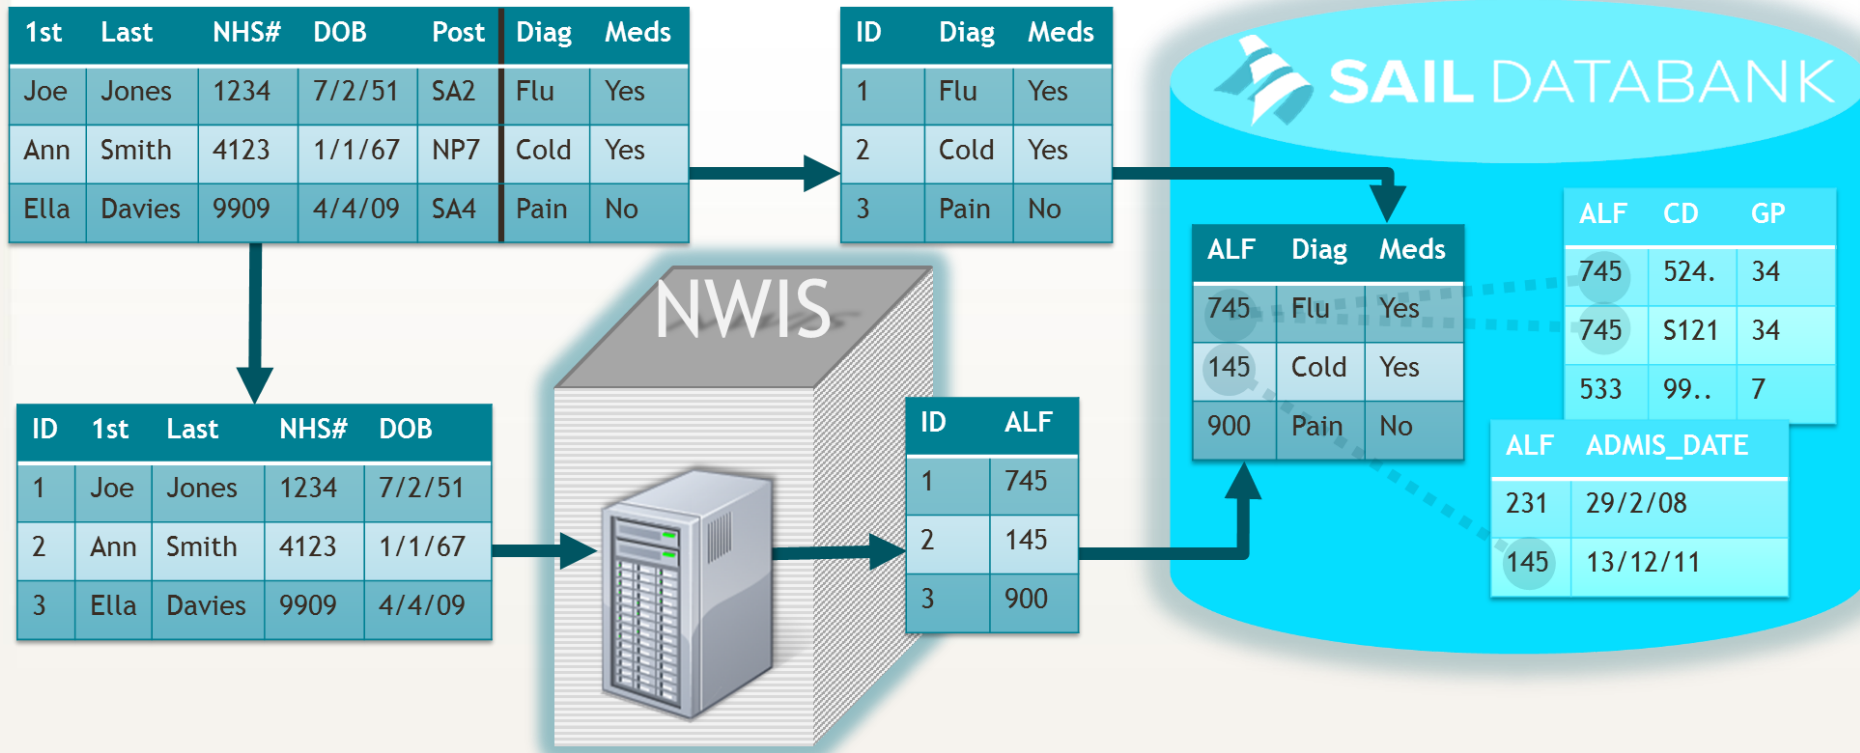 1st Last NHS# DOB Post Diag Meds
Joe Jones 1234 7/2/51 SA2 Flu Yes
Ann Smith 4123 1/1/67 NP7 Cold Yes
Ella Davies 9909 4/4/09 SA4 Pain No
ID Diag Meds
1 Flu Yes
2 Cold Yes
3 Pain No
SAIL DATABANK
ALF CD GP
745 524. 34
745 S121 34
533 99.. 7
ALF Diag Meds
745 Flu Yes
145 Cold Yes
900 Pain No
ALF ADMIS_DATE
231 29/2/08
145 13/12/11
NWIS
ID 1st Last NHS# DOB
1 Joe Jones 1234 7/2/51
2 Ann Smith 4123 1/1/67
3 Ella Davies 9909 4/4/09
ID ALF
1 745
2 145
3 900